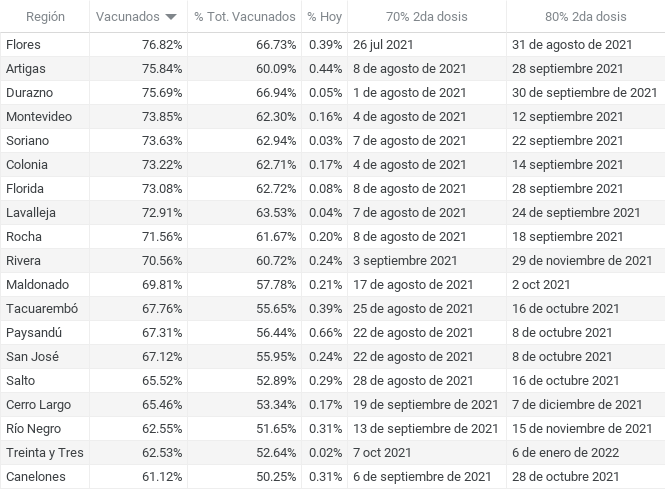 Región Vacunados % Tot. Vacunados % Hoy 70% 2da dosis 80% 2da dosis
Flores 76.82% 66.73% 0.39% 26 jul 2021 31 de agosto de 2021
Artigas 75.84% 60.09% 0.44% 8 de agosto de 2021 28 septiembre 2021
Durazno 75.69% 66.94% 0.05% 1 de agosto de 2021 30 de septiembre de 2021
Montevideo 73.85% 62.30% 0.16% 4 de agosto de 2021 12 septiembre 2021
Soriano 73.63% 62.94% 0.03% 7 de agosto de 2021 22 septiembre 2021
Colonia 73.22% 62.71% 0.17% 4 de agosto de 2021 14 septiembre 2021
Florida 73.08% 62.72% 0.08% 8 de agosto de 2021 28 septiembre 2021
Lavalleja 72.91% 63.53% 0.04% 7 de agosto de 2021 24 de septiembre 2021
Rocha 71.56% 61.67% 0.20% 8 de agosto de 2021 18 septiembre 2021
Rivera 70.56% 60.72% 0.24% 3 septiembre 2021 29 de noviembre de 2021
Maldonado 69.81% 57.78% 0.21% 17 de agosto de 2021 2 oct 2021
Tacuarembó 67.76% 55.65% 0.39% 25 de agosto de 2021 16 de octubre 2021
Paysandú 67.31% 56.44% 0.66% 22 de agosto de 2021 8 de octubre 2021
San José 67.12% 55.95% 0.24% 22 de agosto de 2021 8 de octubre 2021
Salto 65.52% 52.89% 0.29% 28 de agosto de 2021 16 de octubre 2021
Cerro Largo 65.46% 53.34% 0.17% 19 de septiembre de 2021 7 de diciembre de 2021
Río Negro 62.55% 51.65% 0.31% 13 de septiembre de 2021 15 de noviembre de 2021
Treinta y Tres 62.53% 52.64% 0.02% 7 oct 2021 6 de enero de 2022
Canelones 61.12% 50.25% 0.31% 6 de septiembre de 2021 28 de octubre 2021